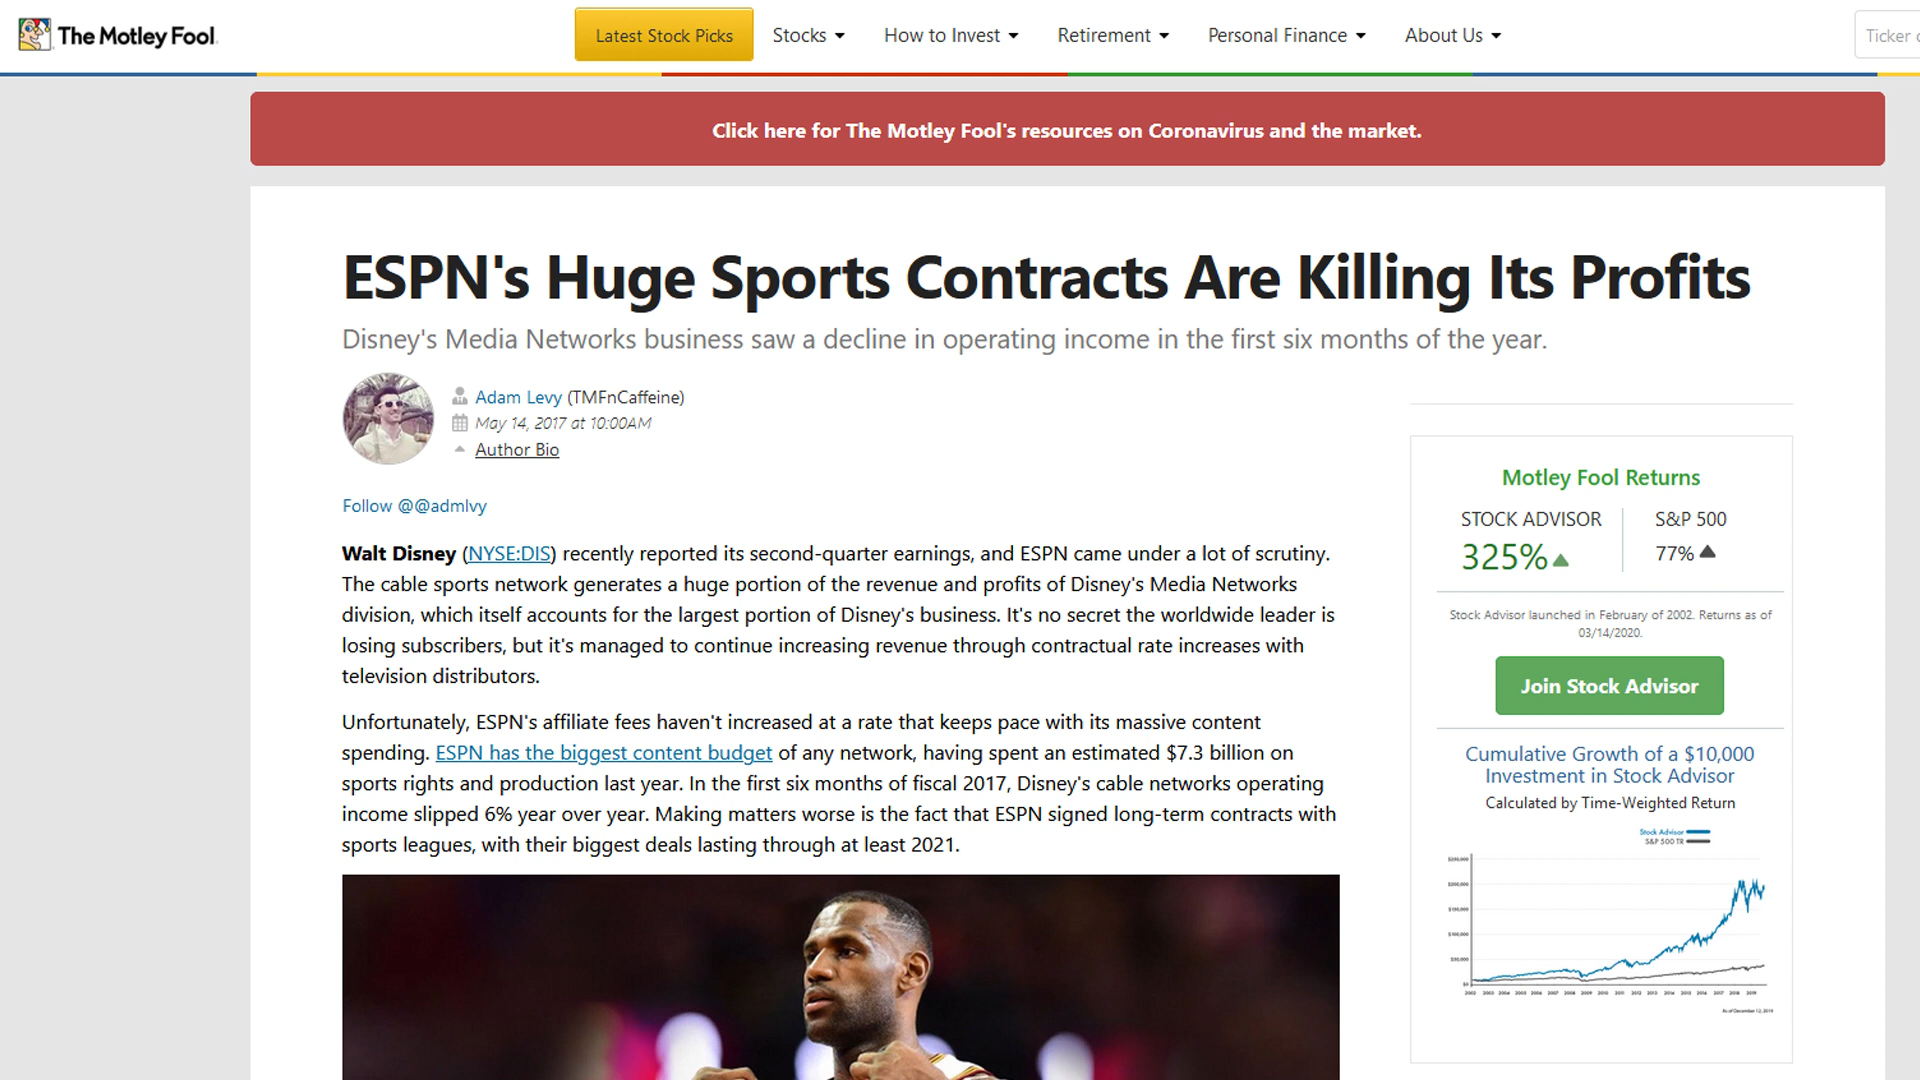 The Motley Fool.
Latest Stock Picks
Stocks
How to Invest
Retirement
Personal Finance
About Us
Ticker
Click here for The Motley Fool's resources on Coronavirus and the market.
ESPN's Huge Sports Contracts Are Killing Its Profits
Disney's Media Networks business saw a decline in operating income in the first six months of the year.
Adam Levy (TMFnCaffeine)
May 14, 2017 at 10:00AM
Author Bio
Follow @@admlvy
Walt Disney (NYSE:DIS) recently reported its second-quarter earnings, and ESPN came under a lot of scrutiny.
The cable sports network generates a huge portion of the revenue and profits of Disney's Media Networks
division, which itself accounts for the largest portion of Disney's business. It's no secret the worldwide leader is
losing subscribers, but it's managed to continue increasing revenue through contractual rate increases with
television distributors.
Unfortunately, ESPN's affiliate fees haven't increased at a rate that keeps pace with its massive content
spending. ESPN has the biggest content budget of any network, having spent an estimated $7.3 billion on
sports rights and production last year. In the first six months of fiscal 2017, Disney's cable networks operating
income slipped 6% year over year. Making matters worse is the fact that ESPN signed long-term contracts with
sports leagues, with their biggest deals lasting through at least 2021.
Motley Fool Returns
STOCK ADVISOR
325%
S&P 500
77%
Stock Advisor launched in February of 2002. Returns as of
03/14/2020.
Join Stock Advisor
Cumulative Growth of a $10,000
Investment in Stock Advisor
Calculated by Time-Weighted Return
Stock Advisor
S&P 500 TR
$250,000
$200,000
$150,000
$100,000
$50,000
$0